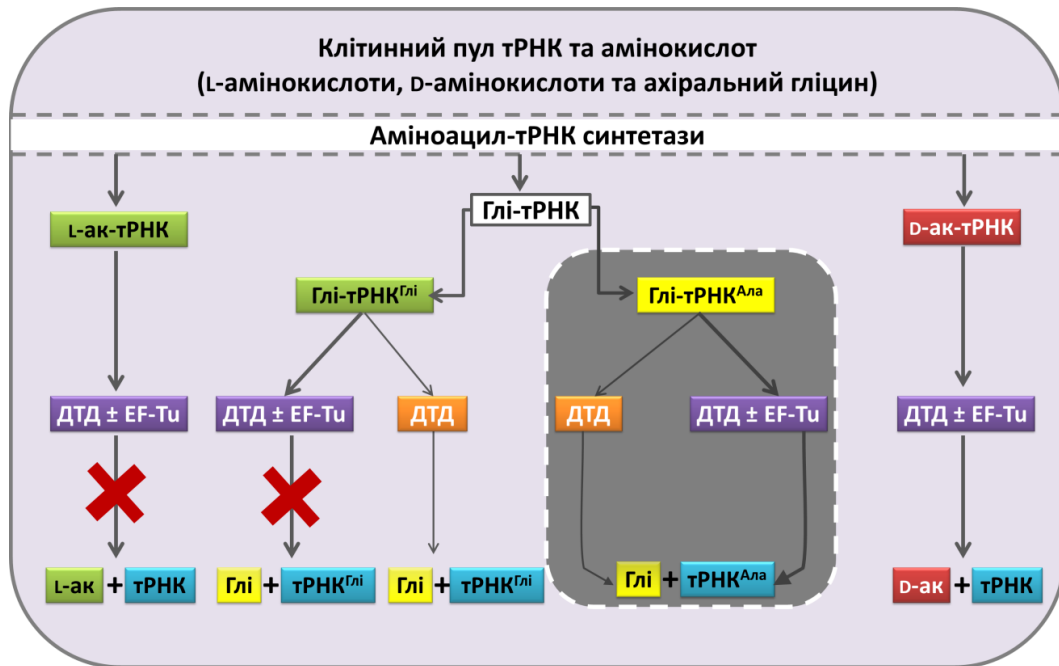 Клітинний пул тРНК та амінокислот
(L-амінокислоти, D-амінокислоти та ахіральний гліцин)
Аміноацил-тРНК синтетази
Глі-тРНК
L-ак-тРНК
D-ак-тРНК
Глі-тРНКГлі
Глі-тРНКАла
ДТД ± EF-Tu
ДТД ± EF-Tu
ДТД
ДТД
ДТД ± EF-Tu
ДТД ± EF-Tu
L-ак + тРНК
Глі + тРНКГлі
Глі + тРНКГлі
Глі + тРНКАла
D-ак + тРНК